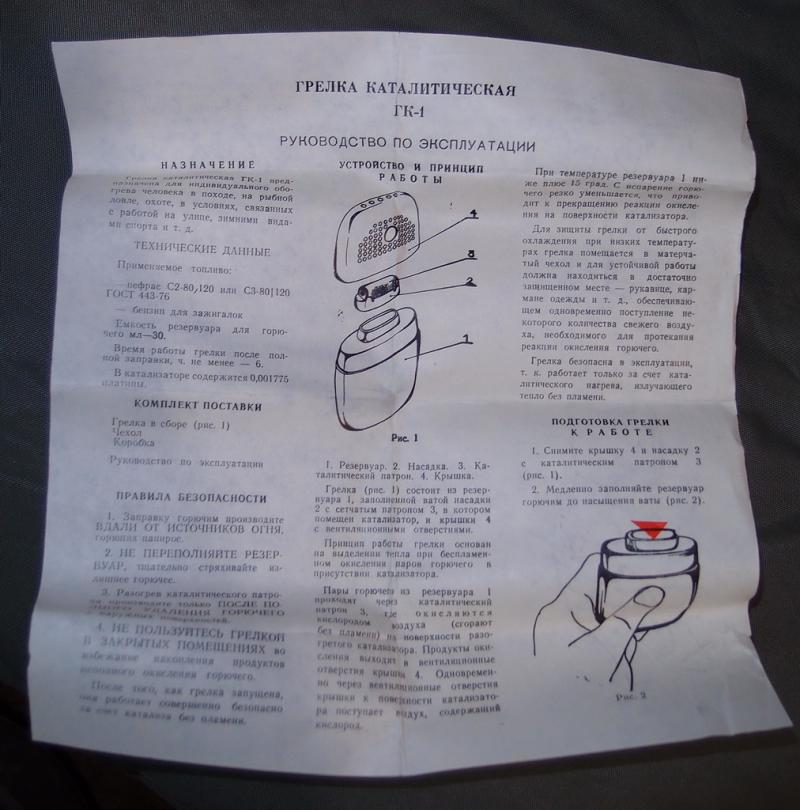 ГРЕЛКА КАТАЛИТИЧЕСКАЯ
ГК-1
РУКОВОДСТВО ПО ЭКСПЛУАТАЦИИ
НАЗНАЧЕНИЕ
Грелка каталитическая ГК-1 пред-
назначена для индивидуального обо-
грева человека в походе, на рыбной
ловле, охоте, в условиях, связанных
с работой на улице, зимними вида-
ми спорта и т. д.
ТЕХНИЧЕСКИЕ ДАННЫЕ
Применяемое топливо:
—нефрас С2-80/120 или С3-80/120
ГОСТ 443-76
— бензин для зажигалок
Емкость резервуара для горю-
чего мл—30.
Время работы грелки после пол-
ной заправки, ч. не менее — 6.
В катализаторе содержится 0,001775
платины.
КОМПЛЕКТ ПОСТАВКИ
Грелка в сборе (рис. 1)
Чехол
Коробка
Руководство по эксплуатации
ПРАВИЛА БЕЗОПАСНОСТИ
1. Заправку горючим производите
ВДАЛИ ОТ ИСТОЧНИКОВ ОГНЯ,
горящих папирос.
2. НЕ ПЕРЕПОЛНЯЙТЕ РЕЗЕР-
ВУАР, тщательно стряхивайте из-
лишнее горючее.
3. Разогрев каталитического патро-
на производите только ПОСЛЕ ПО-
УДАЛЕНИЯ ГОРЮЧЕГО
с наружных поверхностей.
4. НЕ ПОЛЬЗУЙТЕСЬ ГРЕЛКОЙ
В ЗАКРЫТЫХ ПОМЕЩЕНИЯХ во
избежание накопления продуктов
неполного окисления горючего.
После того, как грелка запущена,
она работает совершенно безопасно
за счет катализа без пламени.
УСТРОЙСТВО И ПРИНЦИП
РАБОТЫ
4
3
2
1
Рис. 1
1. Резервуар. 2. Насадка. 3. Ка-
талитический патрон. 4. Крышка.
Грелка (рис. 1) состоит из резер-
вуара 1, заполненной ватой насадки
2 с сетчатым патроном 3, в котором
помещен катализатор, и крышки 4
с вентиляционными отверстиями.
Принцип работы грелки основан
на выделении тепла при беспламен-
ном окисления паров горючего в
присутствии катализатора.
Пары горючего из резервуара 1
проходят через каталитический
патрон 3, где окисляются
кислородом воздуха (сгорают
без пламени) на поверхности разо-
гретого катализатора. Продукты оки-
сления выходят в вентиляционные
отверстия крышки 4. Одновремен-
но через вентиляционные отверстия
крышки к поверхности катализато-
ра поступает воздух, содержащий
кислород.
При температуре резервуара 1 ни-
же плюс 15 град. С испарение горю-
чего резко уменьшается, что приво-
дит к прекращению реакции окисле-
ния на поверхности катализатора.
Для зищиты грелки от быстрого
охлаждения при низких температу-
рах грелка помещается в материа-
тый чехол и для устойчивой работы
должна находиться в достаточно
защищенном месте — рукавице, кар-
мане одежды и т. д., обеспечиваю-
щем одновременно поступление не-
которого количества свежего возду-
ха, необходимого для протекания
реакции окисления горючего.
Грелка безопасна в эксплуатации,
т. к. работает только за счет ката-
литического нагрева, излучающего
тепло без пламени.
ПОДГОТОВКА ГРЕЛКИ
К РАБОТЕ
1. Снимите крышку 4 и насадку 2
с каталитическим патроном 3
(рис. 1).
2. Медленно заполняйте резервуар
горючим до насыщения ваты (рис. 2).
Рис. 2